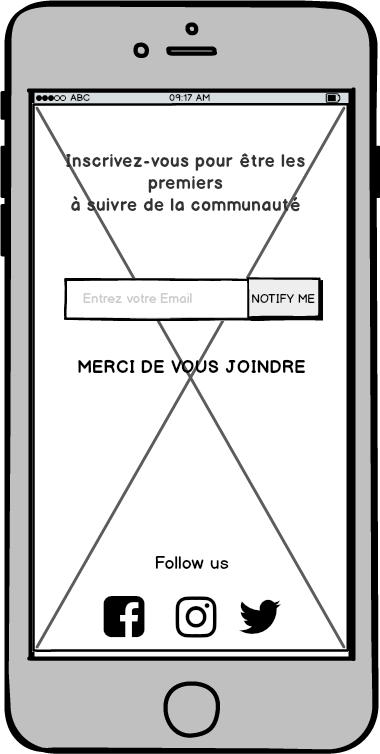 ABC 09:17 AM
Inscrivez-vous pour être les
premiers
à suivre de la communauté
Entrez votre Email NOTIFY ME
MERCI DE VOUS JOINDRE
Follow us